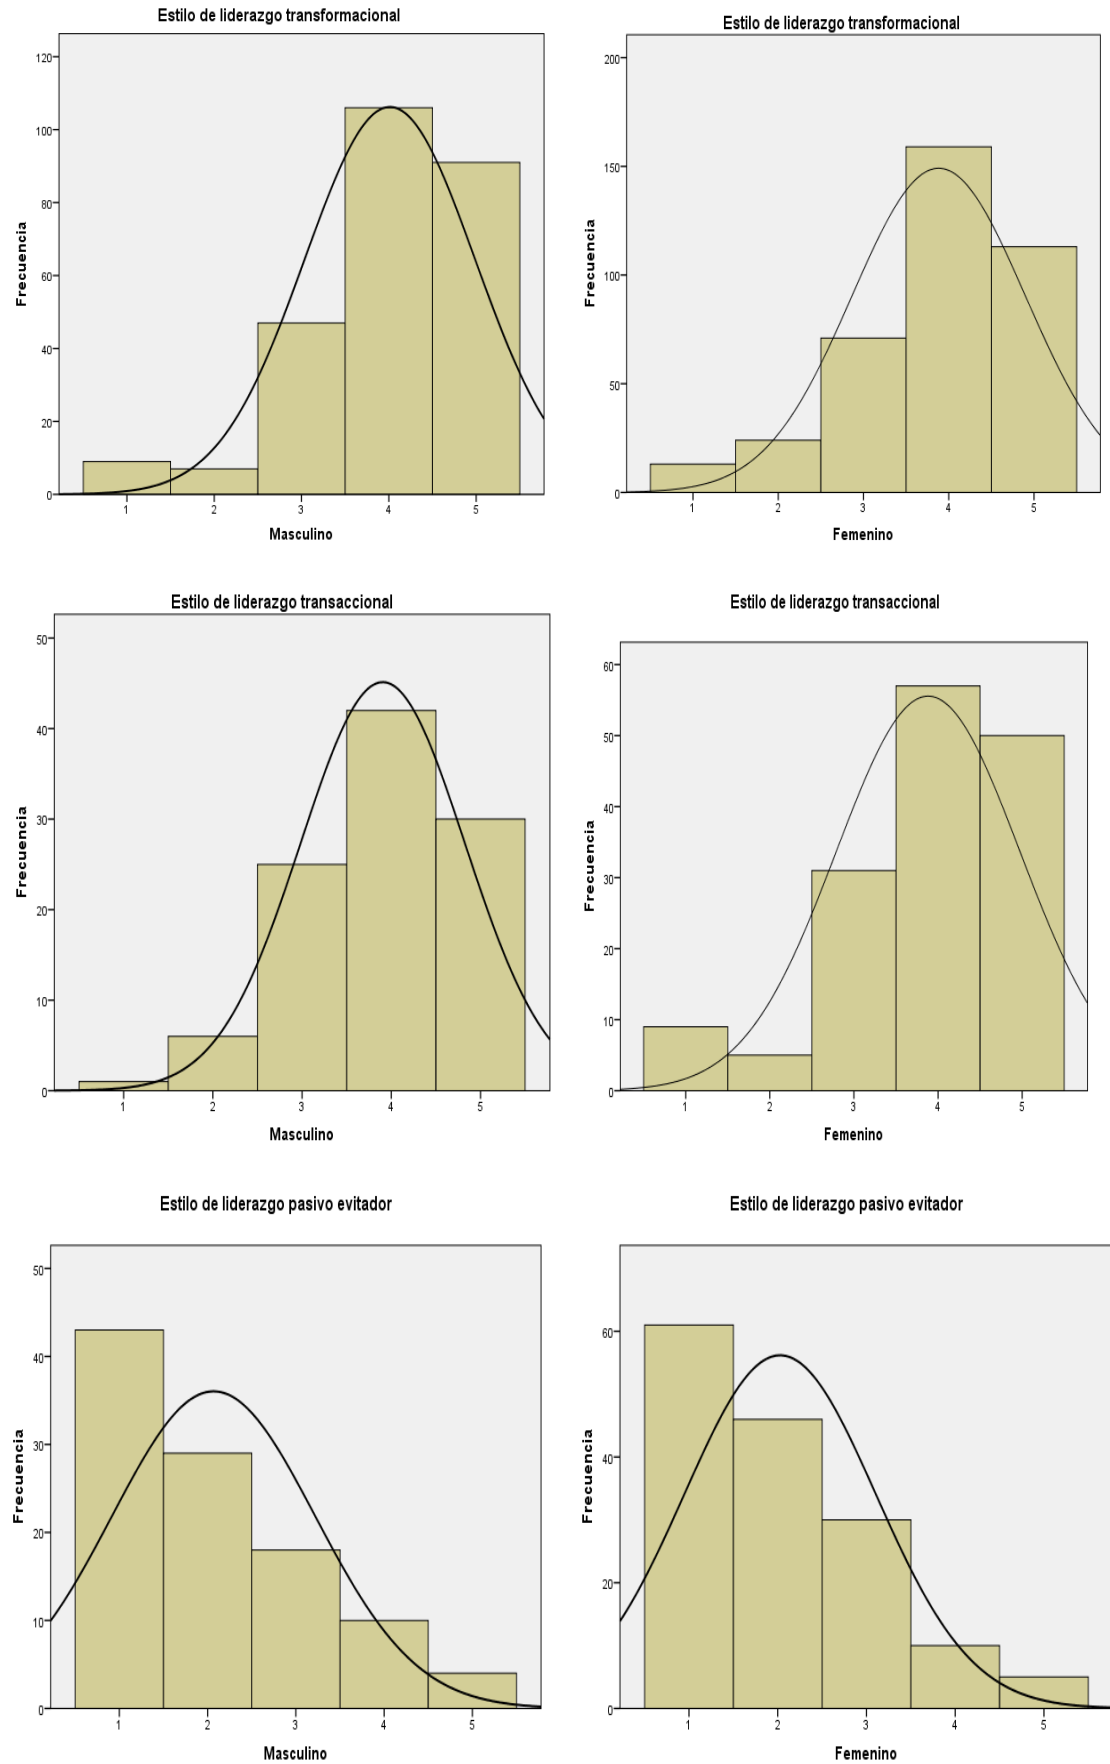 Estilo de liderazgo transformacional
120
100
80
60
40
20
0
Frecuencia
1 2 3 4 5
Masculino
Estilo de liderazgo transformacional
200
150
100
50
0
Frecuencia
1 2 3 4 5
Femenino
Estilo de liderazgo transaccional
50
40
30
20
10
0
Frecuencia
1 2 3 4 5
Masculino
Estilo de liderazgo transaccional
60
50
40
30
20
10
0
Frecuencia
1 2 3 4 5
Femenino
Estilo de liderazgo pasivo evitador
50
40
30
20
10
0
Frecuencia
1 2 3 4 5
Masculino
Estilo de liderazgo pasivo evitador
60
40
20
0
Frecuencia
1 2 3 4 5
Femenino